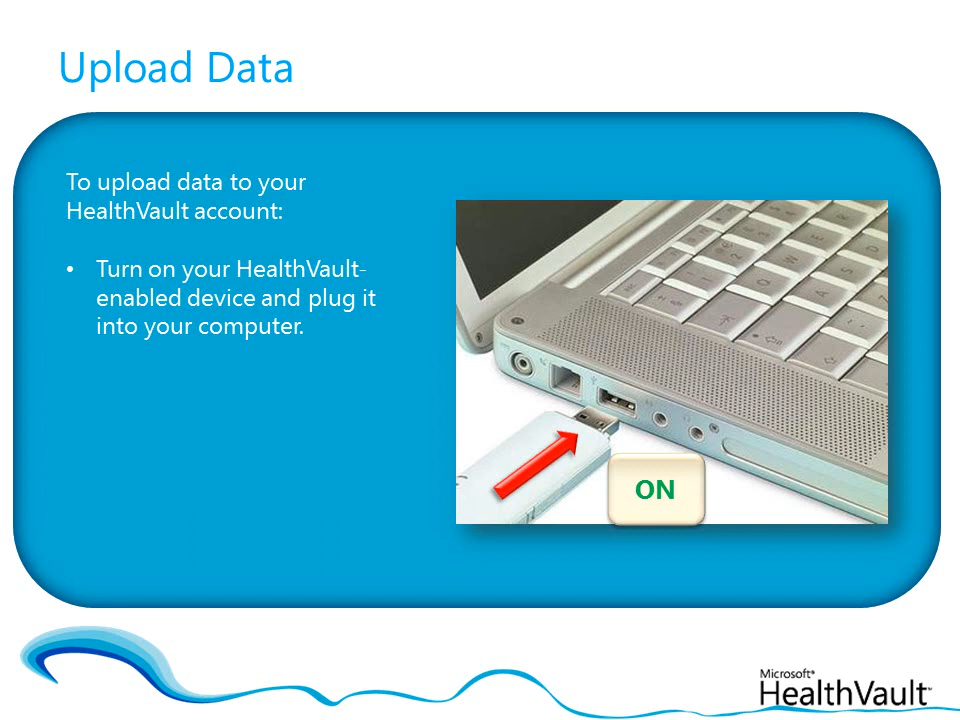 Upload Data
To upload data to your
HealthVault account:
• Turn on your HealthVault-
enabled device and plug it
into your computer.
ON
Microsoft®
HealthVault™